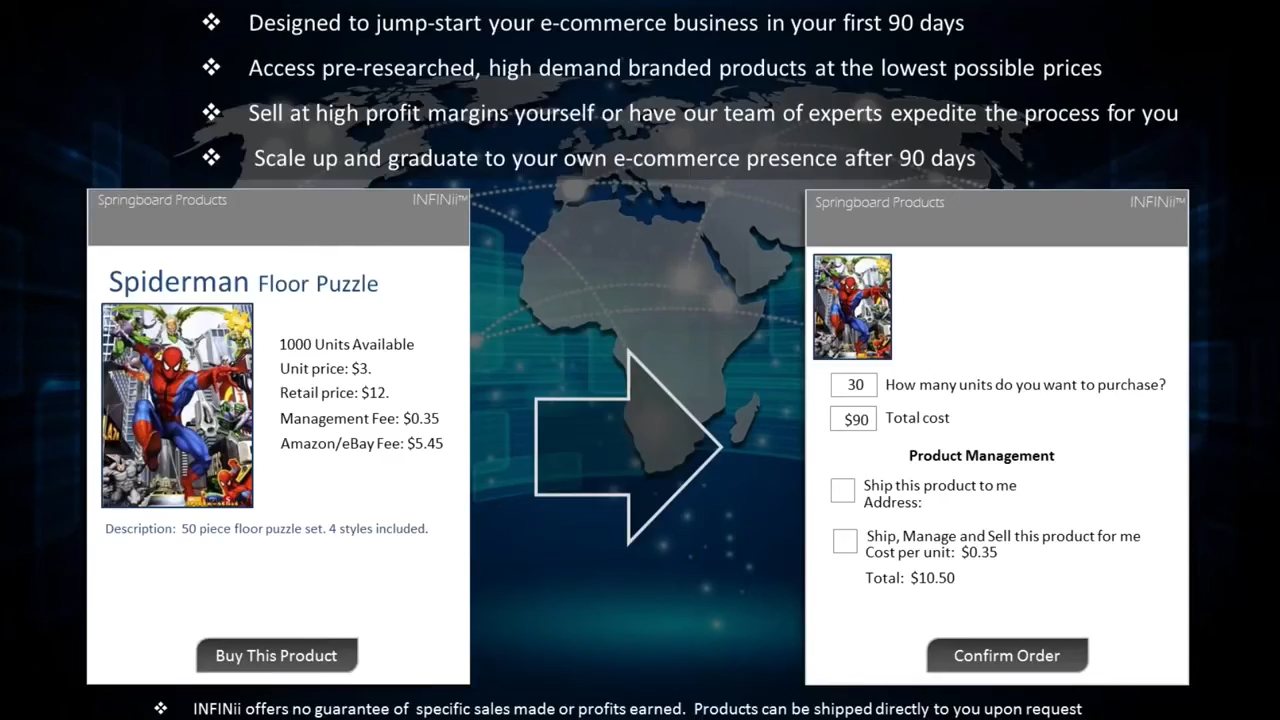 ❖ Designed to jump-start your e-commerce business in your first 90 days
❖ Access pre-researched, high demand branded products at the lowest possible prices
❖ Sell at high profit margins yourself or have our team of experts expedite the process for you
❖ Scale up and graduate to your own e-commerce presence after 90 days
Springboard Products INFINii™
Spiderman Floor Puzzle
1000 Units Available
Unit price: $3.
Retail price: $12.
Management Fee: $0.35
Amazon/eBay Fee: $5.45
Description: 50 piece floor puzzle set. 4 styles included.
Buy This Product
Springboard Products INFINii™
30 How many units do you want to purchase?
$90 Total cost
Product Management
Ship this product to me
Address:
Ship, Manage and Sell this product for me
Cost per unit: $0.35
Total: $10.50
Confirm Order
❖ INFINii offers no guarantee of specific sales made or profits earned. Products can be shipped directly to you upon request